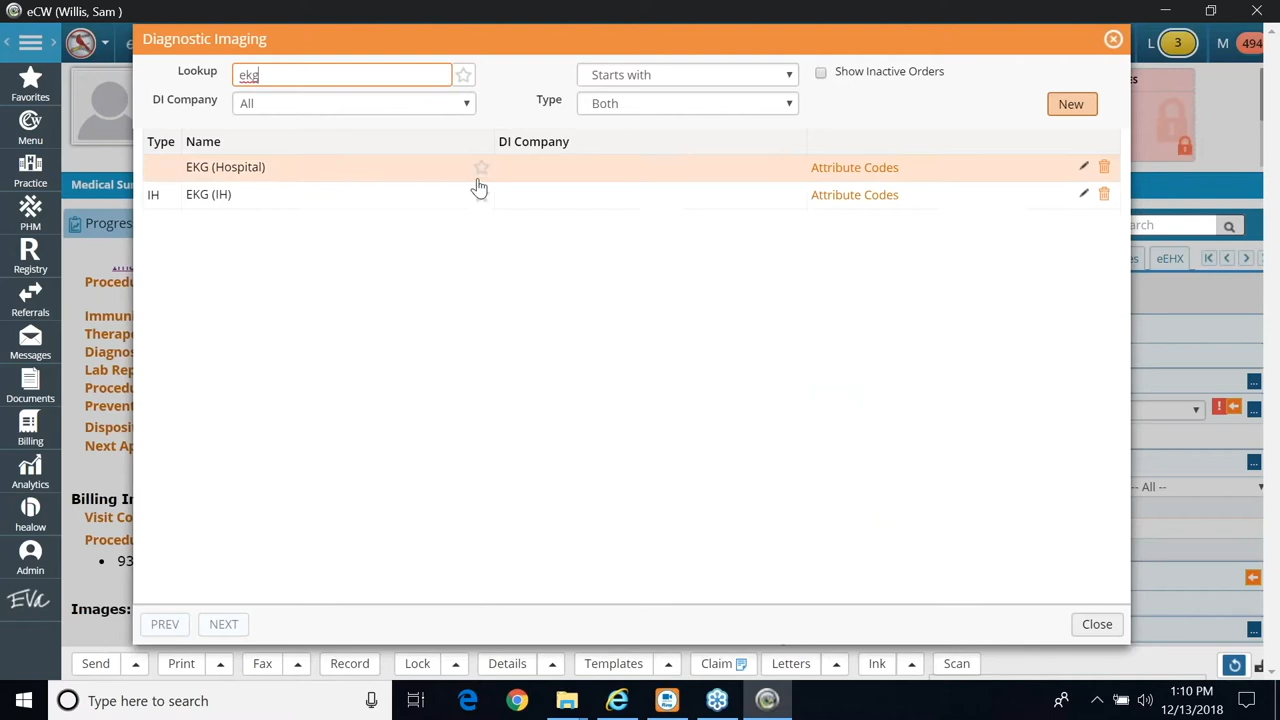 eCW (Willis, Sam )
Diagnostic Imaging
L 3 M 494
Lookup ekg Starts with Show Inactive Orders
DI Company All Type Both New
Type Name DI Company
EKG (Hospital) Attribute Codes
IH EKG (IH) Attribute Codes
Favorites
Menu
Practice
PHM
Registry
Referrals
Messages
Documents
Billing
Analytics
healow
Admin
EVa
Medical Sur
Progres
eEHX
Procedu
Immuni
Therape
Diagnos
Lab Rep
Procedu
Prevent
Disposit
Next Ap
-- All --
Billing In
Visit Co
Procedu
• 93
Images:
PREV NEXT Close
Send Print Fax Record Lock Details Templates Claim Letters Ink Scan
Type here to search
1:10 PM
12/13/2018